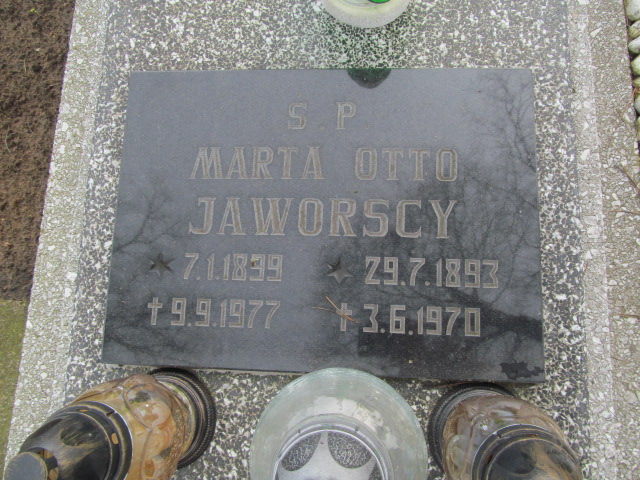 S P
MARTA OTTO
JAWORSCY
★ 7.1.1899 ★ 29.7.1893
✝ 9.9.1977 ✝ 3.6.1970